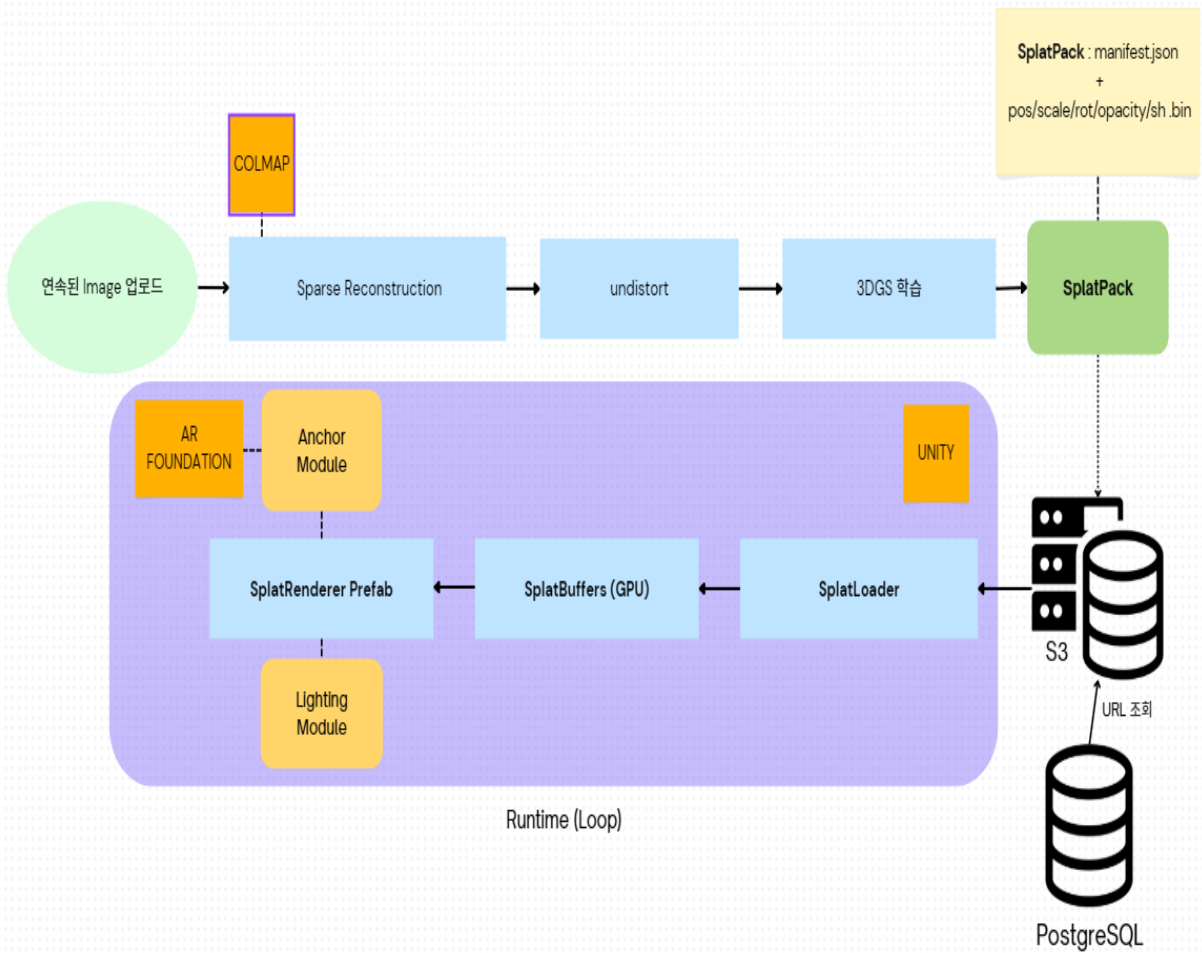 SplatPack : manifest.json
+
pos/scale/rot/opacity/sh .bin
COLMAP
연속된 Image 업로드
Sparse Reconstruction
undistort
3DGS 학습
SplatPack
AR
FOUNDATION
Anchor
Module
UNITY
SplatRenderer Prefab
SplatBuffers (GPU)
SplatLoader
S3
Lighting
Module
URL 조회
Runtime (Loop)
PostgreSQL